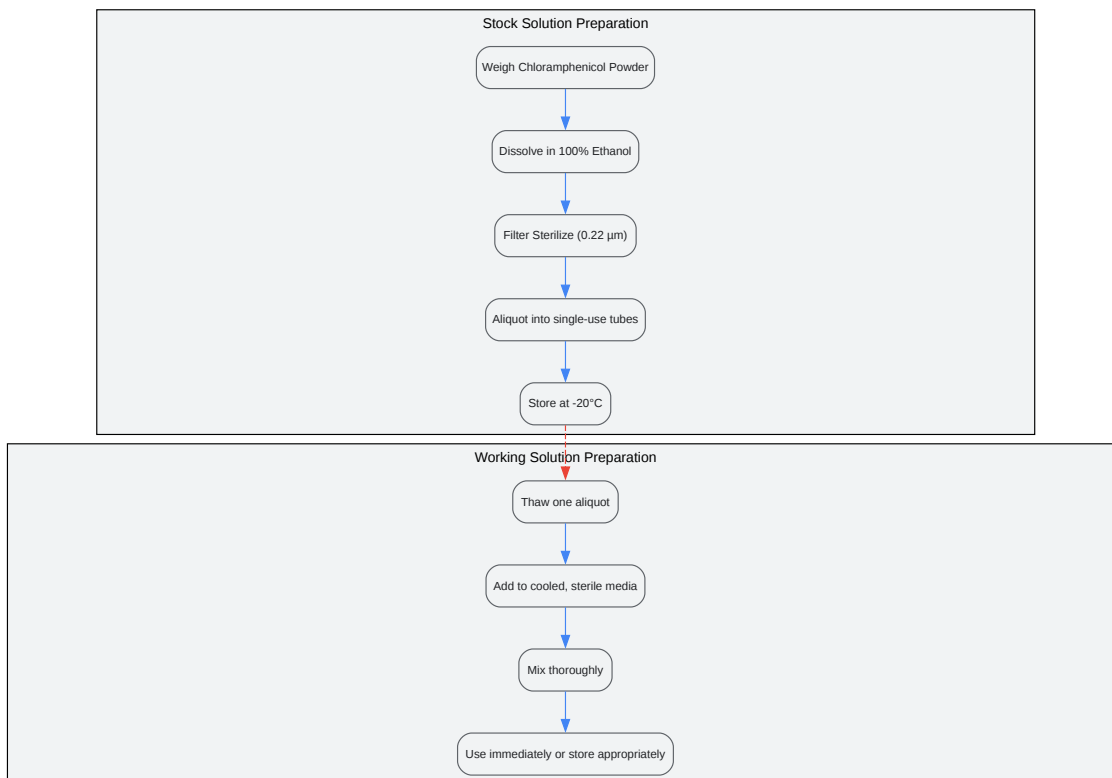 Stock Solution Preparation
Weigh Chloramphenicol Powder
Dissolve in 100% Ethanol
Filter Sterilize (0.22 µm)
Aliquot into single-use tubes
Store at -20°C
Working Solution Preparation
Thaw one aliquot
Add to cooled, sterile media
Mix thoroughly
Use immediately or store appropriately